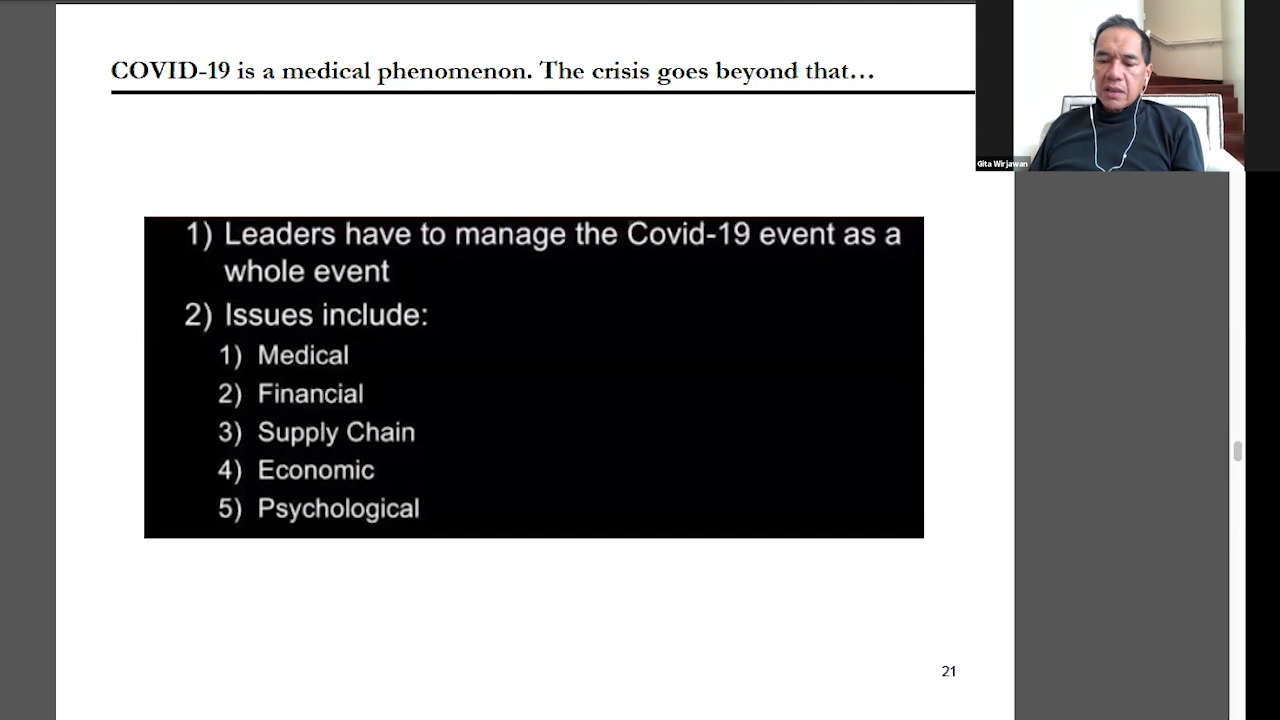 COVID-19 is a medical phenomenon. The crisis goes beyond that…
Gita Wirjawan
1) Leaders have to manage the Covid-19 event as a
whole event
2) Issues include:
1) Medical
2) Financial
3) Supply Chain
4) Economic
5) Psychological
21